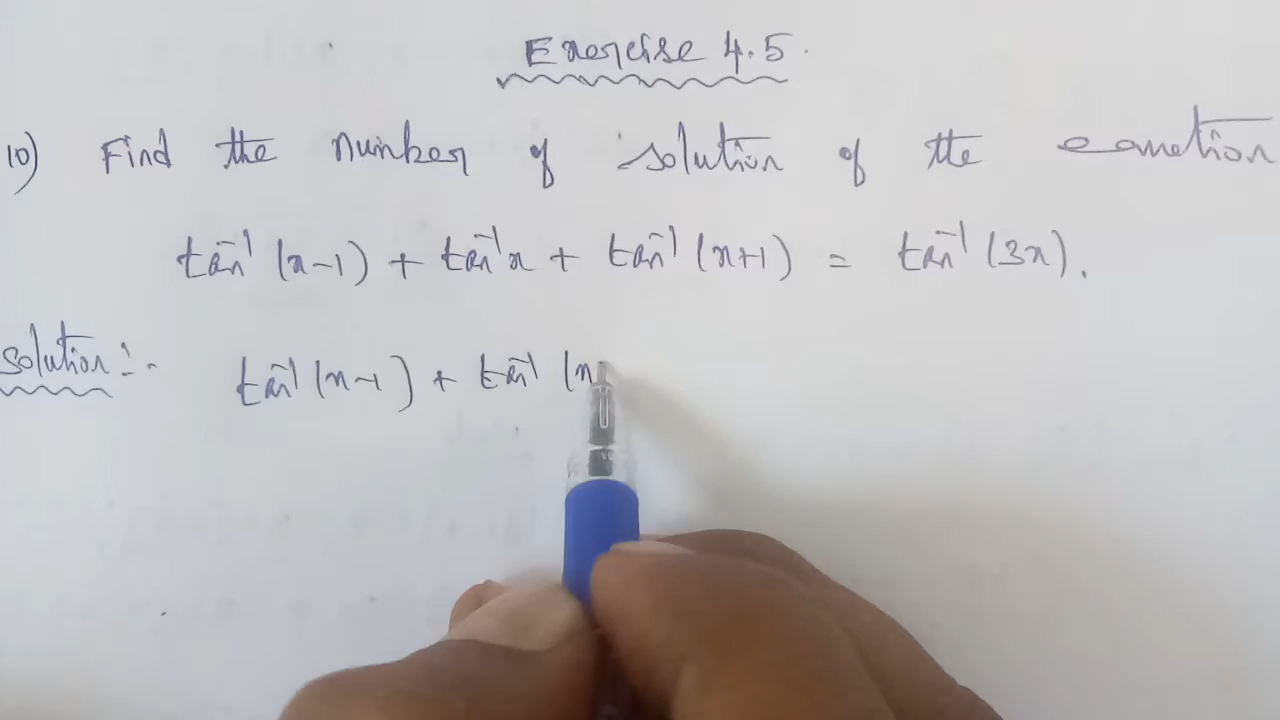 Exercise 4.5.
10) Find the number of solution of the equation
tan⁻¹ (x-1) + tan⁻¹x + tan⁻¹ (x+1) = tan⁻¹ (3x).
solution:- tan⁻¹ (x-1) + tan⁻¹ (x